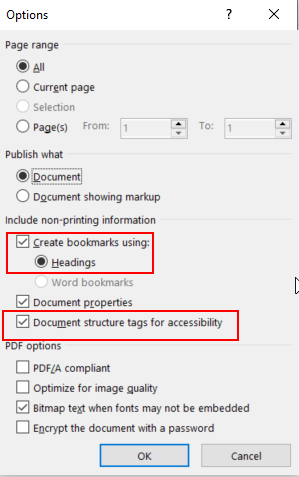 Options
Page range
All
Current page
Selection
Page(s) From: 1 To: 1
Publish what
Document
Document showing markup
Include non-printing information
Create bookmarks using:
Headings
Word bookmarks
Document properties
Document structure tags for accessibility
PDF options
PDF/A compliant
Optimize for image quality
Bitmap text when fonts may not be embedded
Encrypt the document with a password
OK Cancel